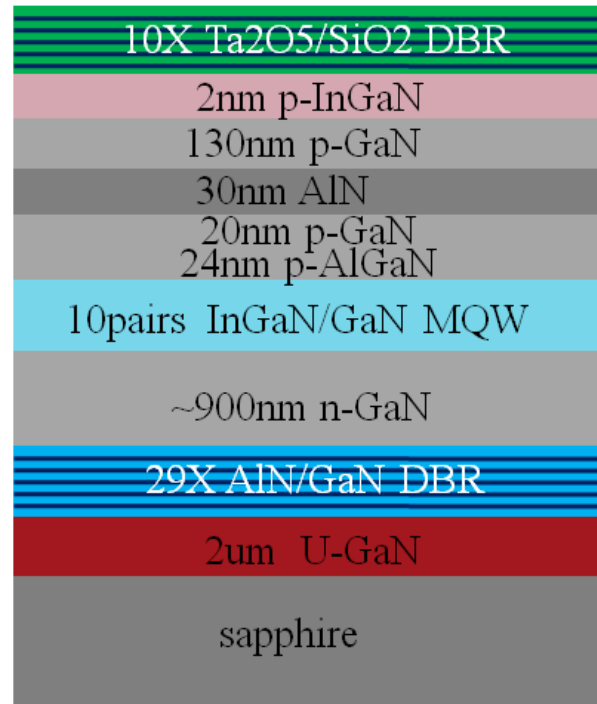 10X Ta2O5/SiO2 DBR
2nm p-InGaN
130nm p-GaN
30nm AlN
20nm p-GaN
24nm p-AlGaN
10pairs InGaN/GaN MQW
~900nm n-GaN
29X AlN/GaN DBR
2um U-GaN
sapphire